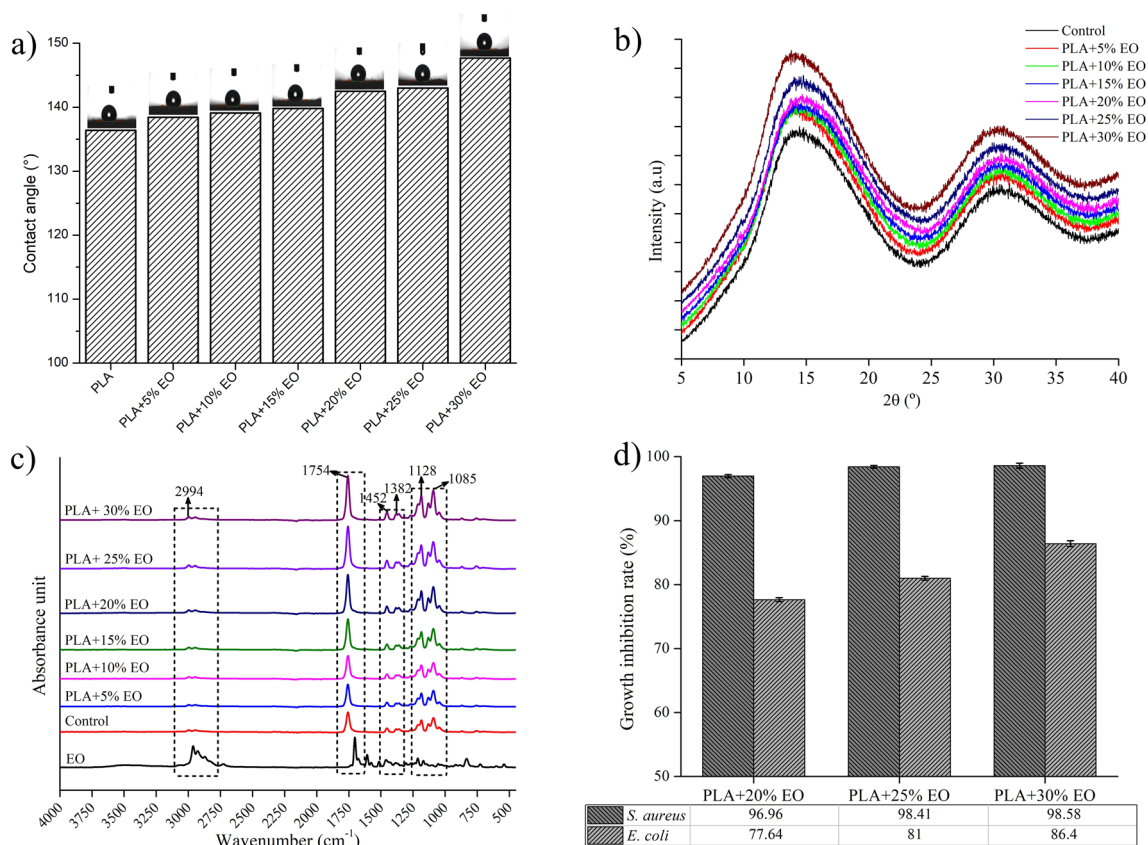 a)
150
140
130
120
110
100
Contact angle (°)
PLA
PLA+5% EO
PLA+10% EO
PLA+15% EO
PLA+20% EO
PLA+25% EO
PLA+30% EO
b)
Control
PLA+5% EO
PLA+10% EO
PLA+15% EO
PLA+20% EO
PLA+25% EO
PLA+30% EO
Intensity (a.u)
5 10 15 20 25 30 35 40
2θ (°)
c)
1754
1128
1085
2994
1452
1382
PLA+ 30% EO
PLA+ 25% EO
PLA+20% EO
PLA+15% EO
PLA+10% EO
PLA+5% EO
Control
EO
Absorbance unit
4000 3750 3500 3250 3000 2750 2500 2250 2000 1750 1500 1250 1000 750 500
Wavenumber (cm⁻¹)
d)
100
90
80
70
60
50
Growth inhibition rate (%)
PLA+20% EO PLA+25% EO PLA+30% EO
S. aureus 96.96 98.41 98.58
E. coli 77.64 81 86.4